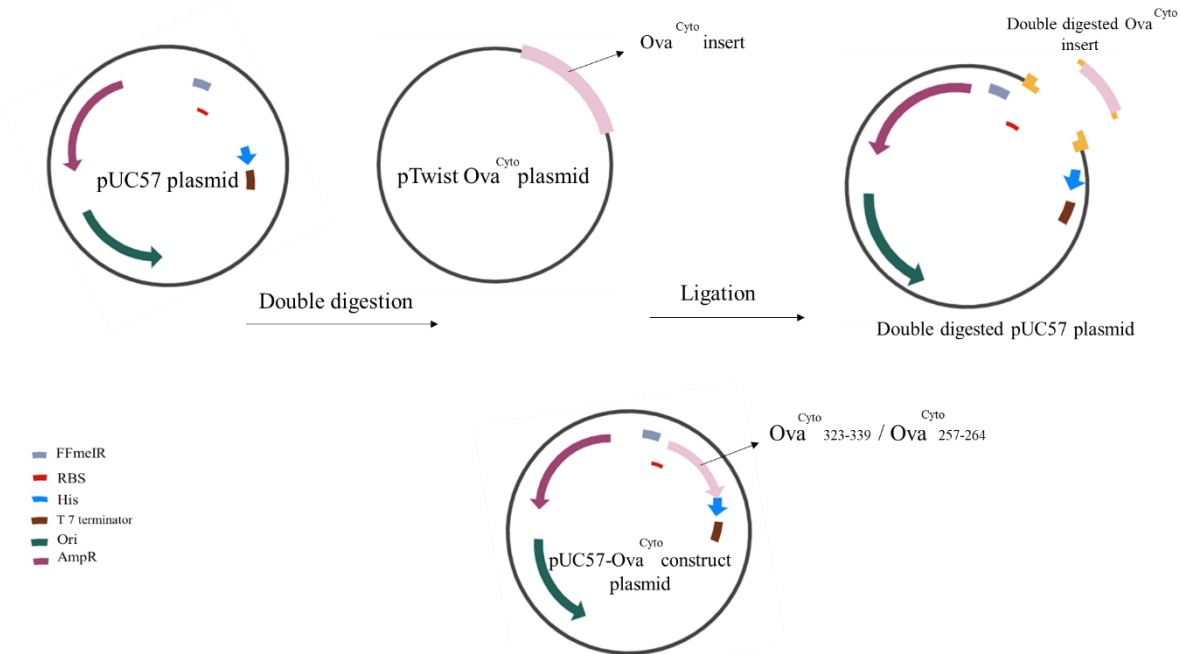 Ova Cyto insert
Double digested Ova Cyto
insert
pUC57 plasmid
pTwist Ova Cyto plasmid
Double digestion
Ligation
Double digested pUC57 plasmid
Ova Cyto 323-339 / Ova Cyto 257-264
pUC57-Ova Cyto construct
plasmid
FFmeIR
RBS
His
T 7 terminator
Ori
AmpR